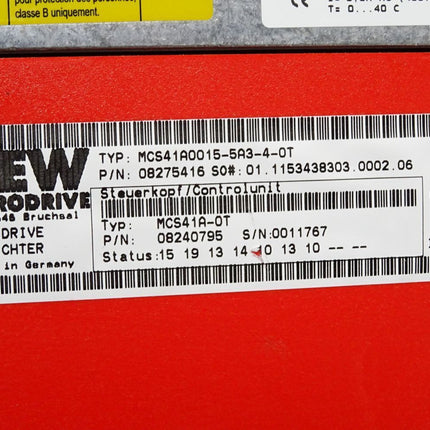 pour protection des personnes,
classe B uniquement.
T= 0...40 C
EW
RODRIVE
46 Bruchsal
DRIVE
CHTER
in Germany
TYP: MCS41A0015-5A3-4-0T
P/N: 08275416 SO#: 01.1153438303.0002.06
Steuerkopf/Controlunit
Typ: MCS41A-0T
P/N: 08240795 S/N:0011767
Status:15 19 13 14 10 13 10 -- --